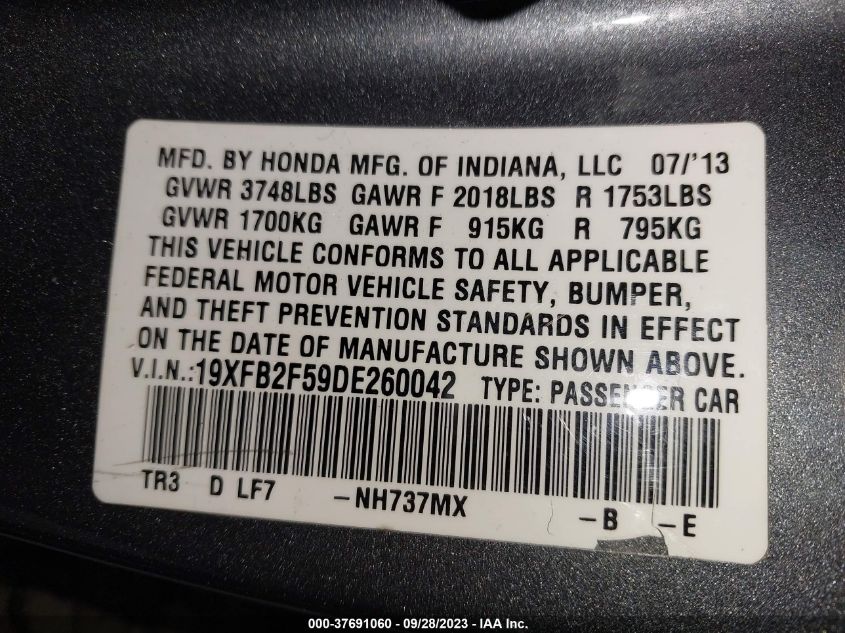 MFD. BY HONDA MFG. OF INDIANA, LLC 07/'13
GVWR 3748LBS GAWR F 2018LBS R 1753LBS
GVWR 1700KG GAWR F 915KG R 795KG
THIS VEHICLE CONFORMS TO ALL APPLICABLE
FEDERAL MOTOR VEHICLE SAFETY, BUMPER,
AND THEFT PREVENTION STANDARDS IN EFFECT
ON THE DATE OF MANUFACTURE SHOWN ABOVE.
V.I.N.:19XFB2F59DE260042 TYPE: PASSENGER CAR
TR3 D LF7 -NH737MX -B -E
000-37691060 - 09/28/2023 - IAA Inc.